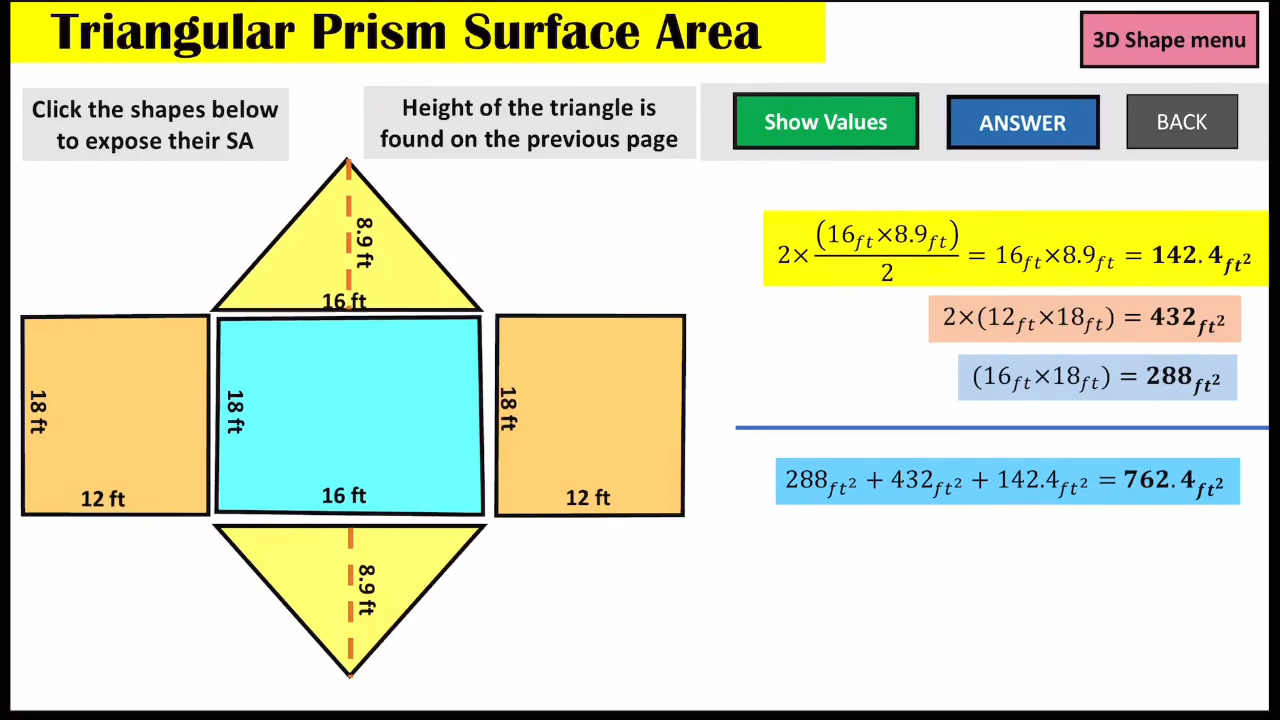 Triangular Prism Surface Area
3D Shape menu
Click the shapes below
to expose their SA
Height of the triangle is
found on the previous page
Show Values
ANSWER
BACK
8.9 ft
16 ft
18 ft
12 ft
18 ft
16 ft
18 ft
12 ft
8.9 ft
2×(16ft×8.9ft)/2 = 16ft×8.9ft = 142.4ft²
2×(12ft×18ft) = 432ft²
(16ft×18ft) = 288ft²
288ft² + 432ft² + 142.4ft² = 762.4ft²